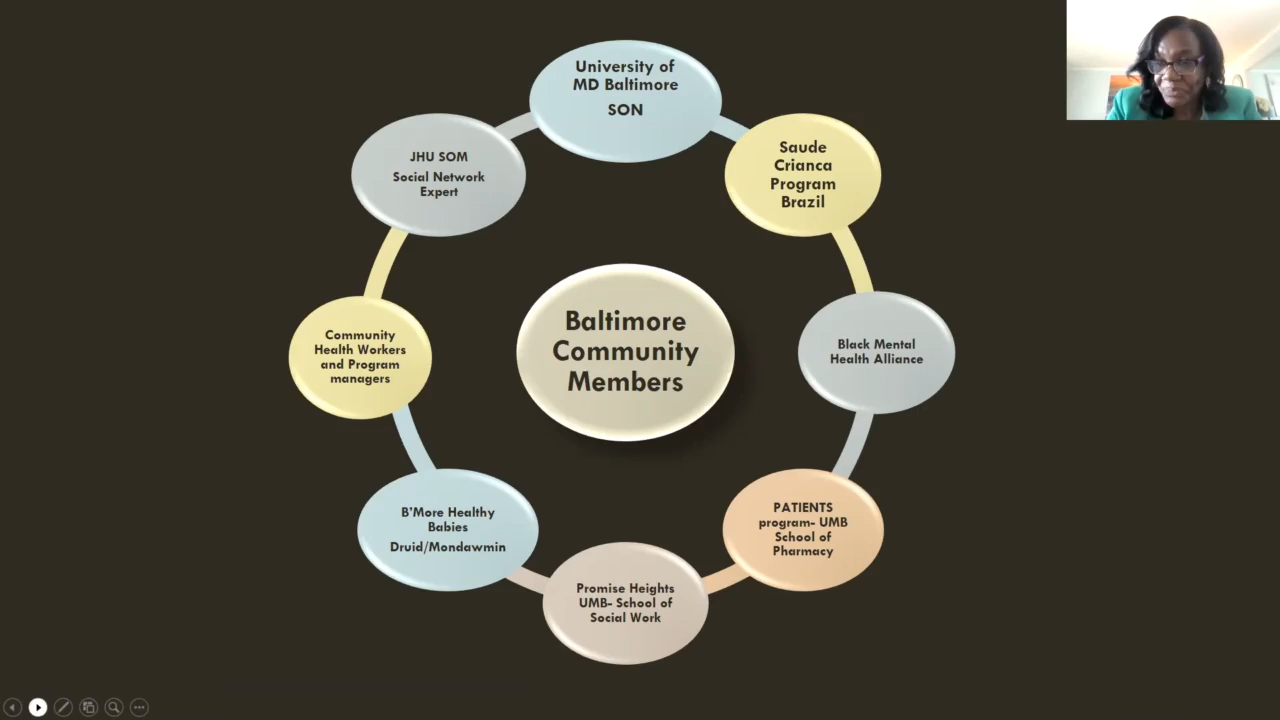 University of
MD Baltimore
SON
Saude
Crianca
Program
Brazil
JHU SOM
Social Network
Expert
Baltimore
Community
Members
Community
Health Workers
and Program
managers
Black Mental
Health Alliance
B'More Healthy
Babies
Druid/Mondawmin
PATIENTS
program- UMB
School of
Pharmacy
Promise Heights
UMB- School of
Social Work